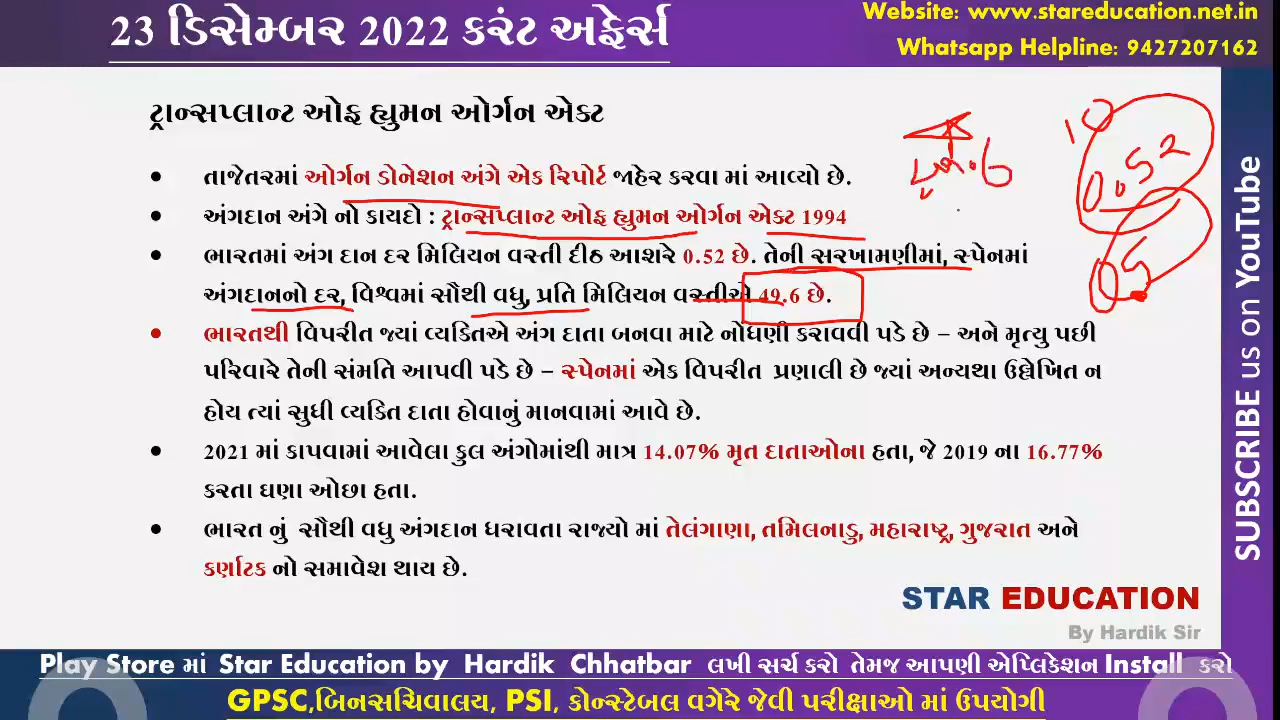 23 ડિસેમ્બર 2022 કરંટ અફેર્સ
Website: www.stareducation.net.in
Whatsapp Helpline: 9427207162
ટ્રાન્સપ્લાન્ટ ઓફ હ્યુમન ઓર્ગન એક્ટ
• તાજેતરમાં ઓર્ગન ડોનેશન અંગે એક રિપોર્ટ જાહેર કરવા માં આવ્યો છે.
• અંગદાન અંગે નો કાયદો : ટ્રાન્સપ્લાન્ટ ઓફ હ્યુમન ઓર્ગન એક્ટ 1994
• ભારતમાં અંગ દાન દર મિલિયન વસ્તી દીઠ આશરે 0.52 છે. તેની સરખામણીમાં, સ્પેનમાં
અંગદાનનો દર, વિશ્વમાં સૌથી વધુ, પ્રતિ મિલિયન વસ્તીએ 49.6 છે.
• ભારતથી વિપરીત જ્યાં વ્યક્તિએ અંગ દાતા બનવા માટે નોંધણી કરાવવી પડે છે – અને મૃત્યુ પછી
પરિવારે તેની સંમતિ આપવી પડે છે – સ્પેનમાં એક વિપરીત પ્રણાલી છે જ્યાં અન્યથા ઉલ્લેખિત ન
હોય ત્યાં સુધી વ્યક્તિ દાતા હોવાનું માનવામાં આવે છે.
• 2021 માં કાપવામાં આવેલા કુલ અંગોમાંથી માત્ર 14.07% મૃત દાતાઓના હતા, જે 2019 ના 16.77%
કરતા ઘણા ઓછા હતા.
• ભારત નું સૌથી વધુ અંગદાન ધરાવતા રાજ્યો માં તેલંગાણા, તમિલનાડુ, મહારાષ્ટ્ર, ગુજરાત અને
કર્ણાટક નો સમાવેશ થાય છે.
0.52
05
STAR EDUCATION
By Hardik Sir
SUBSCRIBE us on YouTube
Play Store માં Star Education by Hardik Chhatbar લખી સર્ચ કરો તેમજ આપણી એપ્લિકેશન Install કરો
GPSC,બિનસચિવાલય, PSI, કોન્સ્ટેબલ વગેરે જેવી પરીક્ષાઓ માં ઉપયોગી